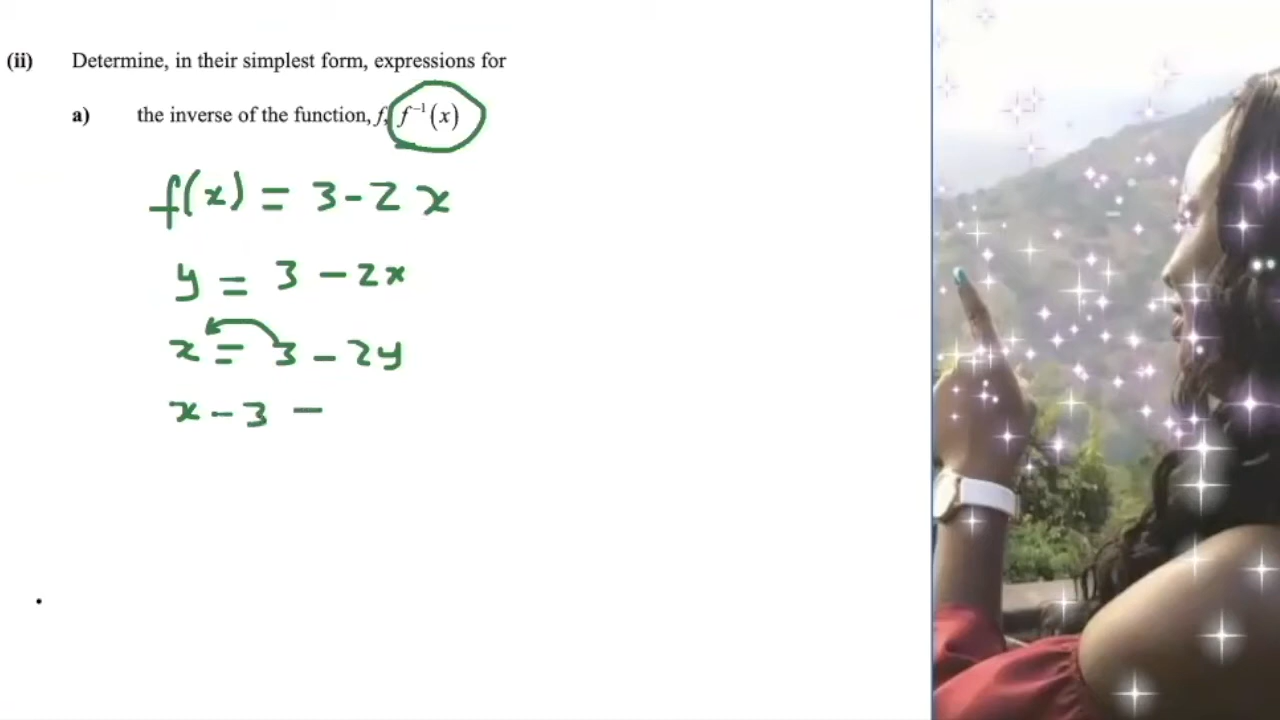 (ii) Determine, in their simplest form, expressions for
a) the inverse of the function, f, f⁻¹(x)
f(x) = 3 - 2x
y = 3 - 2x
x = 3 - 2y
x - 3 =